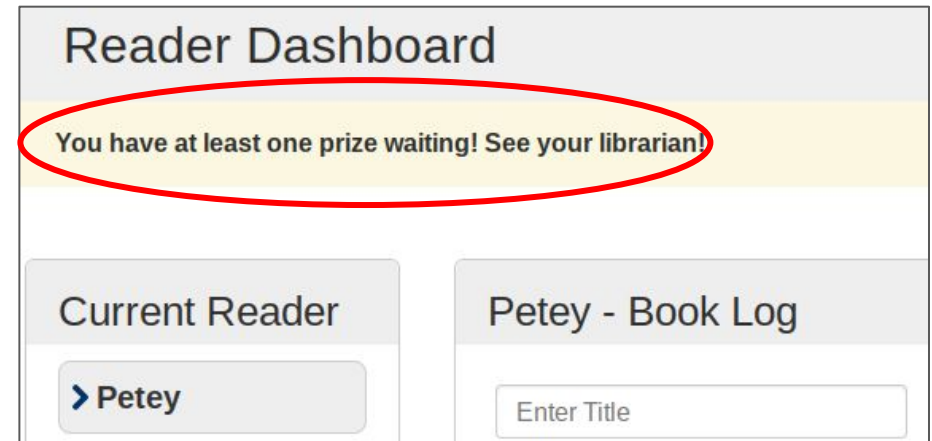 Reader Dashboard
You have at least one prize waiting! See your librarian!
Current Reader
Petey - Book Log
Petey
Enter Title